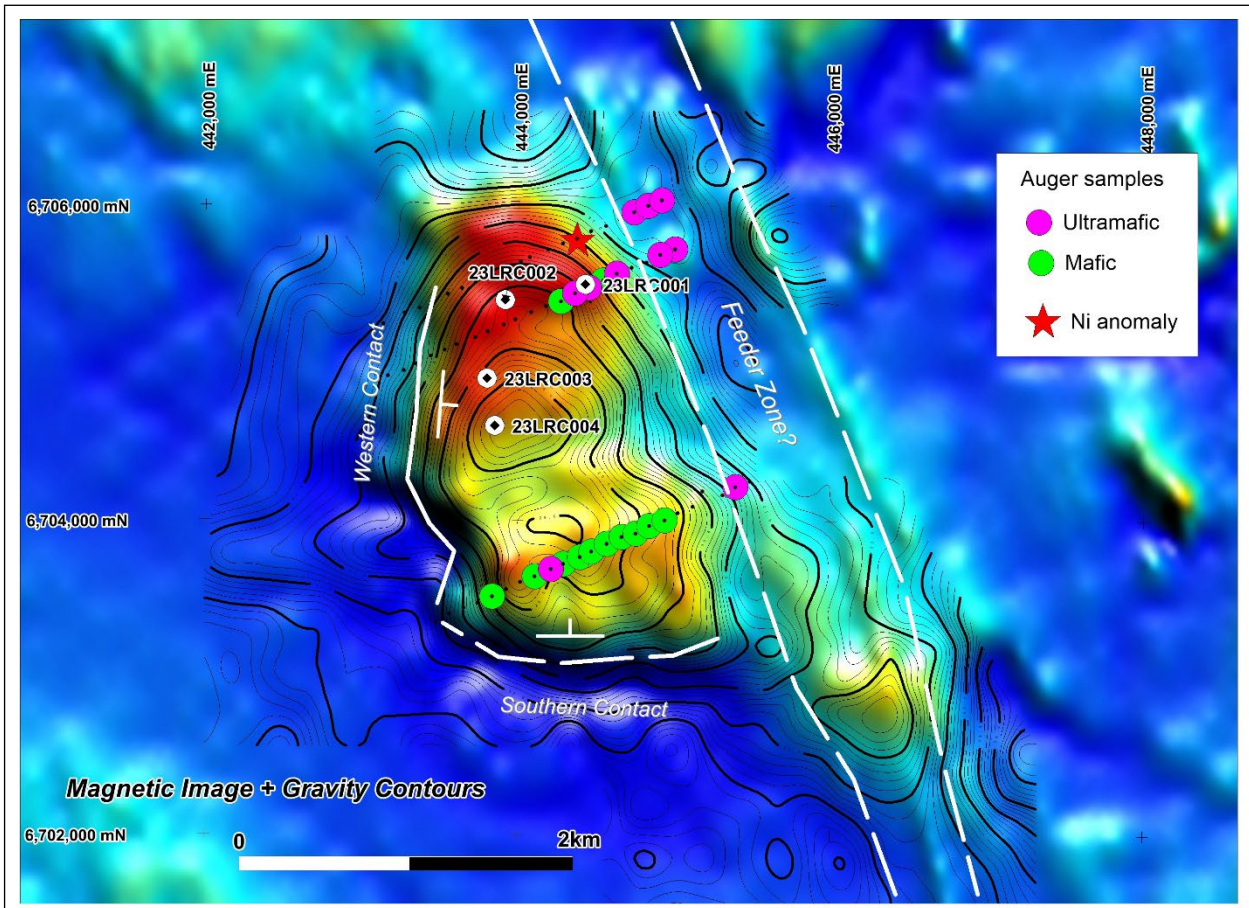 442,000 mE
444,000 mE
446,000 mE
448,000 mE
Auger samples
Ultramafic
Mafic
Ni anomaly
6,706,000 mN
23LRC002
23LRC001
23LRC003
23LRC004
Western Contact
Feeder Zone?
6,704,000 mN
Southern Contact
Magnetic Image + Gravity Contours
6,702,000 mN
0
2km